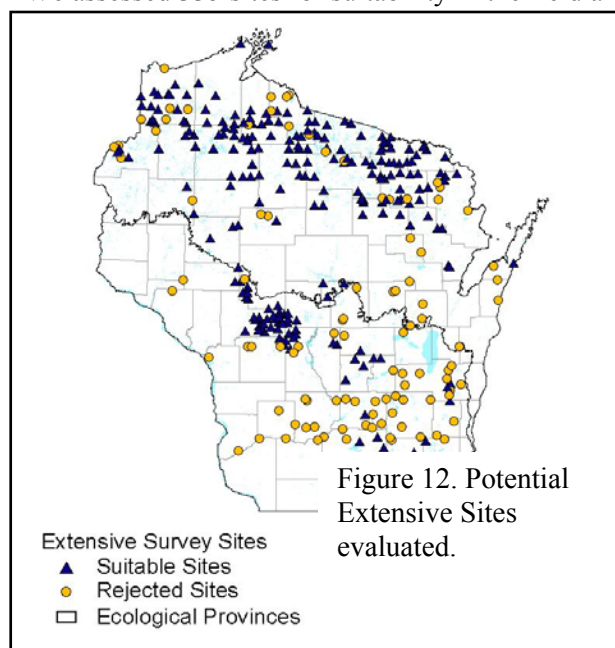 Figure 12. Potential
Extensive Sites
evaluated.
Extensive Survey Sites
Suitable Sites
Rejected Sites
Ecological Provinces